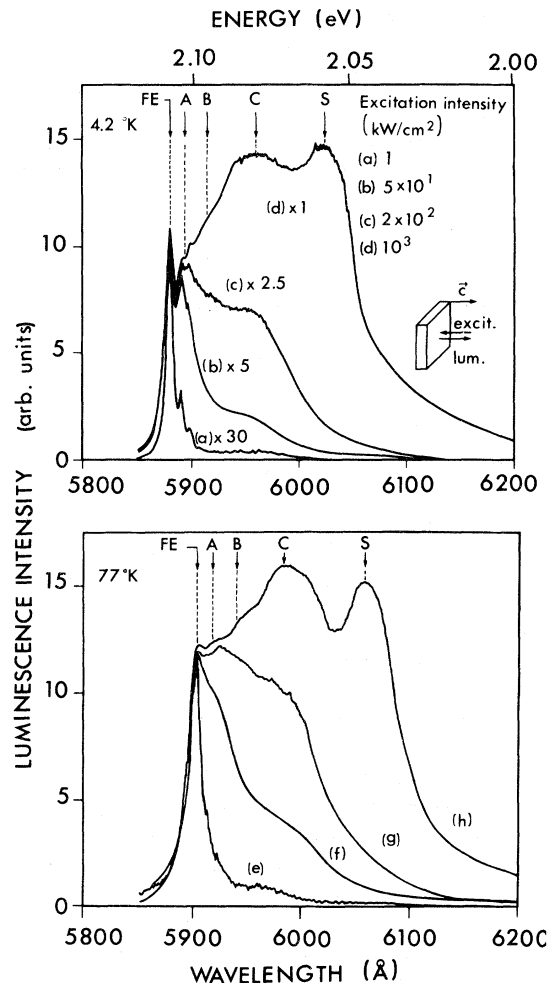 ENERGY (eV)
2.10 2.05 2.00
FE A B C S
4.2 °K
Excitation intensity
(kW/cm²)
(a) 1
(b) 5×10¹
(c) 2×10²
(d) 10³
(d) x 1
(c) x 2.5
(b) x 5
(a) x 30
c⃗
excit.
lum.
15
10
5
0
5800 5900 6000 6100 6200
LUMINESCENCE INTENSITY (arb. units)
FE A B C S
77 °K
15
10
5
0
(e)
(f)
(g)
(h)
5800 5900 6000 6100 6200
WAVELENGTH (Å)